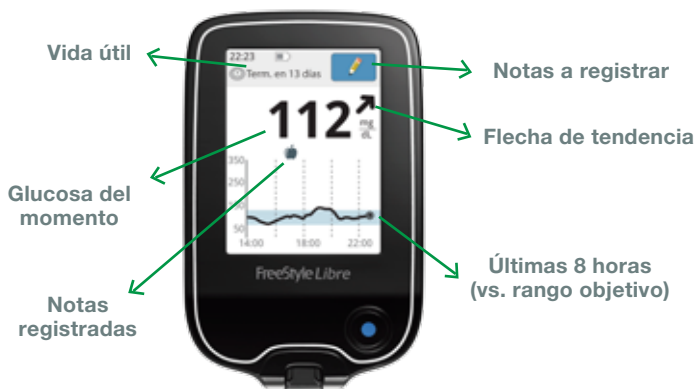 Vida útil
22:23
Term. en 13 días
Notas a registrar
112
mg
dL
Flecha de tendencia
350
250
50
14:00
18:00
22:00
Glucosa del
momento
Últimas 8 horas
(vs. rango objetivo)
FreeStyle Libre
Notas
registradas